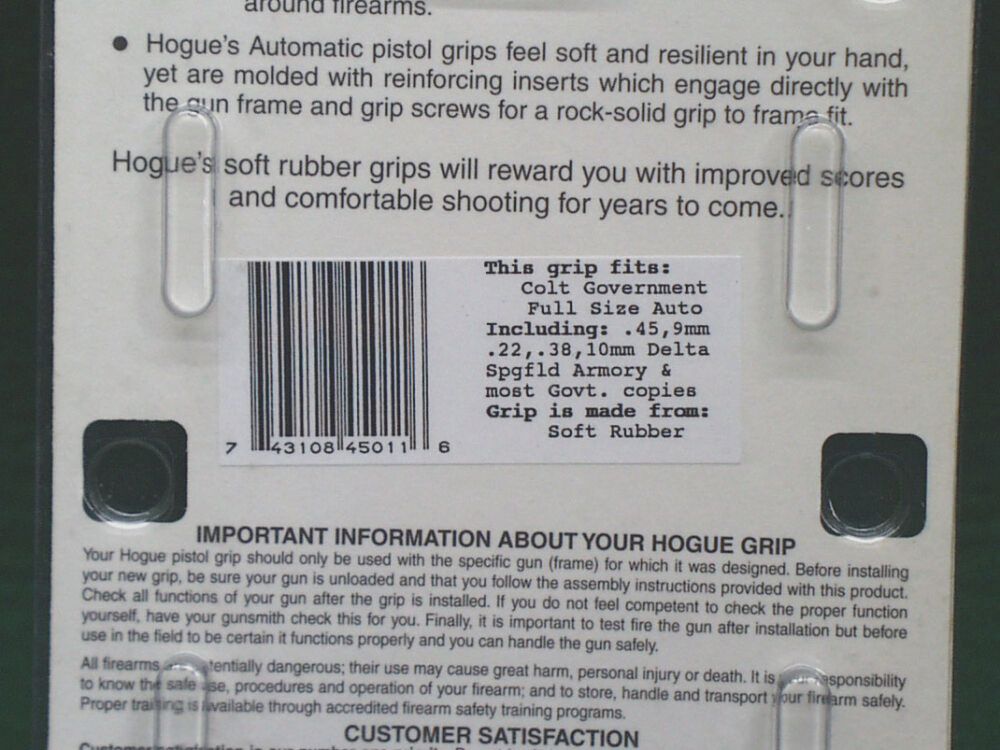 around firearms.
● Hogue's Automatic pistol grips feel soft and resilient in your hand,
yet are molded with reinforcing inserts which engage directly with
the gun frame and grip screws for a rock-solid grip to frame fit.
Hogue's soft rubber grips will reward you with improved scores
and comfortable shooting for years to come.
This grip fits:
Colt Government
Full Size Auto
Including: .45,9mm
.22,.38,10mm Delta
Spgfld Armory &
most Govt. copies
Grip is made from:
Soft Rubber
7 43108 45011 6
IMPORTANT INFORMATION ABOUT YOUR HOGUE GRIP
Your Hogue pistol grip should only be used with the specific gun (frame) for which it was designed. Before installing
your new grip, be sure your gun is unloaded and that you follow the assembly instructions provided with this product.
Check all functions of your gun after the grip is installed. If you do not feel competent to check the proper function
yourself, have your gunsmith check this for you. Finally, it is important to test fire the gun after installation but before
use in the field to be certain it functions properly and you can handle the gun safely.
All firearms are potentially dangerous; their use may cause great harm, personal injury or death. It is your responsibility
to know the safe use, procedures and operation of your firearm; and to store, handle and transport your firearm safely.
Proper training is available through accredited firearm safety training programs.
CUSTOMER SATISFACTION